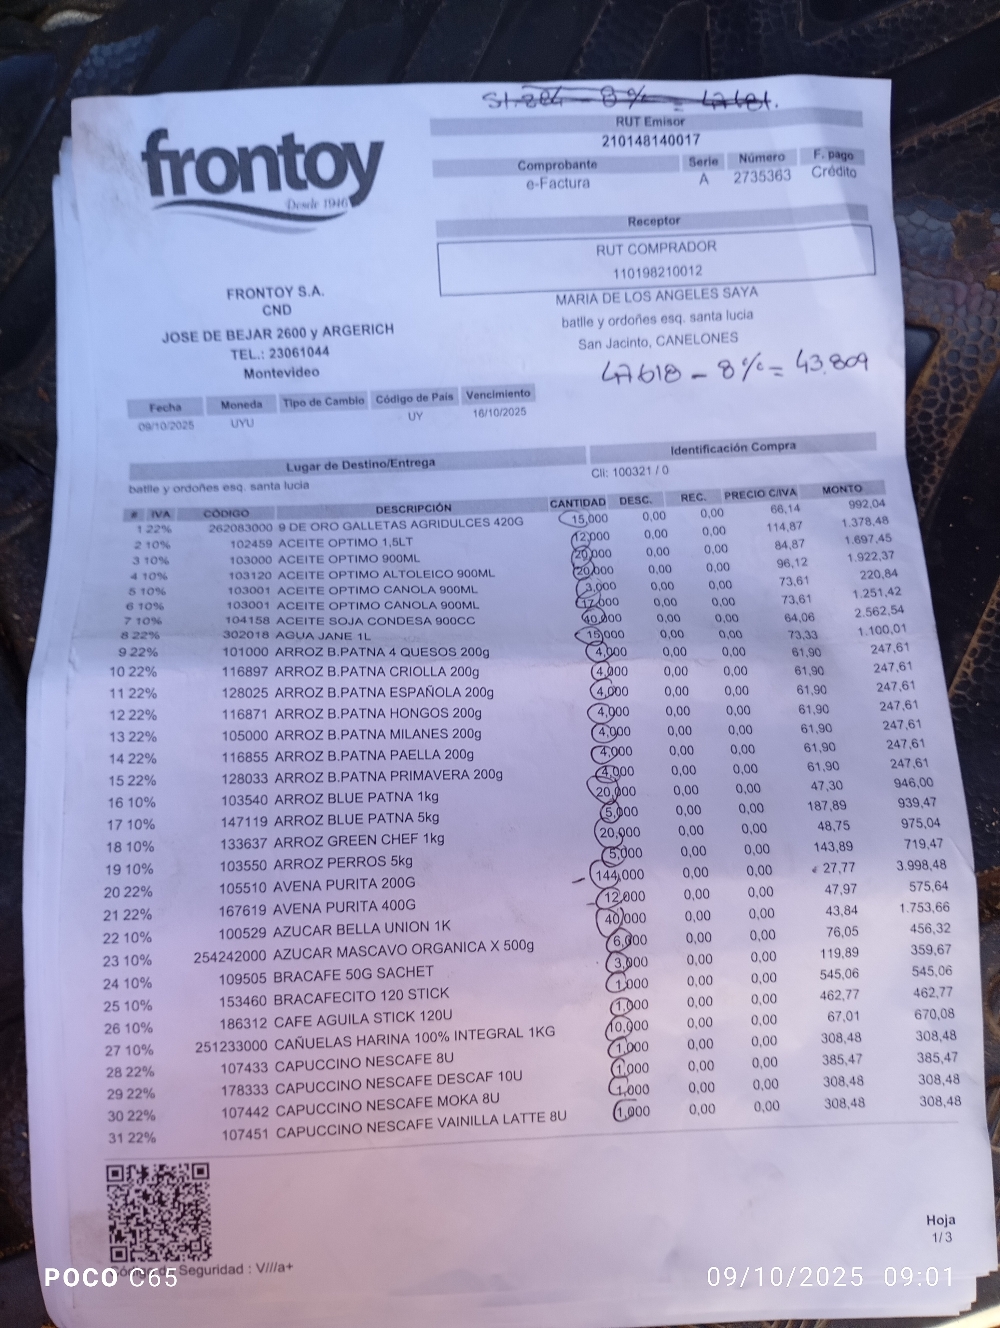 frontoy
Desde 1946
RUT Emisor
210148140017
Comprobante Serie Número F. pago
e-Factura A 2735363 Crédito
Receptor
RUT COMPRADOR
110198210012
MARIA DE LOS ANGELES SAYA
batlle y ordoñes esq. santa lucia
San Jacinto, CANELONES
47618 - 8% = 43.809
FRONTOY S.A.
CND
JOSE DE BEJAR 2600 y ARGERICH
TEL.: 23061044
Montevideo
Fecha Moneda Tipo de Cambio Código de País Vencimiento
09/10/2025 UYU UY 16/10/2025
Lugar de Destino/Entrega Identificación Compra
batlle y ordoñes esq. santa lucia Cli: 100321 / 0
# IVA CÓDIGO DESCRIPCIÓN CANTIDAD DESC. REC. PRECIO C/IVA MONTO
1 22% 262083000 9 DE ORO GALLETAS AGRIDULCES 420G 15,000 0,00 0,00 66,14 992,04
2 10% 102459 ACEITE OPTIMO 1,5LT 12,000 0,00 0,00 114,87 1.378,48
3 10% 103000 ACEITE OPTIMO 900ML 20,000 0,00 0,00 84,87 1.697,45
4 10% 103120 ACEITE OPTIMO ALTOLEICO 900ML 20,000 0,00 0,00 96,12 1.922,37
5 10% 103001 ACEITE OPTIMO CANOLA 900ML 3,000 0,00 0,00 73,61 220,84
6 10% 103001 ACEITE OPTIMO CANOLA 900ML 17,000 0,00 0,00 73,61 1.251,42
7 10% 104158 ACEITE SOJA CONDESA 900CC 40,000 0,00 0,00 64,06 2.562,54
8 22% 302018 AGUA JANE 1L 15,000 0,00 0,00 73,33 1.100,01
9 22% 101000 ARROZ B.PATNA 4 QUESOS 200g 4,000 0,00 0,00 61,90 247,61
10 22% 116897 ARROZ B.PATNA CRIOLLA 200g 4,000 0,00 0,00 61,90 247,61
11 22% 128025 ARROZ B.PATNA ESPAÑOLA 200g 4,000 0,00 0,00 61,90 247,61
12 22% 116871 ARROZ B.PATNA HONGOS 200g 4,000 0,00 0,00 61,90 247,61
13 22% 105000 ARROZ B.PATNA MILANES 200g 4,000 0,00 0,00 61,90 247,61
14 22% 116855 ARROZ B.PATNA PAELLA 200g 4,000 0,00 0,00 61,90 247,61
15 22% 128033 ARROZ B.PATNA PRIMAVERA 200g 4,000 0,00 0,00 61,90 247,61
16 10% 103540 ARROZ BLUE PATNA 1kg 20,000 0,00 0,00 47,30 946,00
17 10% 147119 ARROZ BLUE PATNA 5kg 5,000 0,00 0,00 187,89 939,47
18 10% 133637 ARROZ GREEN CHEF 1kg 20,000 0,00 0,00 48,75 975,04
19 10% 103550 ARROZ PERROS 5kg 5,000 0,00 0,00 143,89 719,47
20 22% 105510 AVENA PURITA 200G 144,000 0,00 0,00 27,77 3.998,48
21 22% 167619 AVENA PURITA 400G 12,000 0,00 0,00 47,97 575,64
22 10% 100529 AZUCAR BELLA UNION 1K 40,000 0,00 0,00 43,84 1.753,66
23 10% 254242000 AZUCAR MASCAVO ORGANICA X 500g 6,000 0,00 0,00 76,05 456,32
24 10% 109505 BRACAFE 50G SACHET 3,000 0,00 0,00 119,89 359,67
25 10% 153460 BRACAFECITO 120 STICK 1,000 0,00 0,00 545,06 545,06
26 10% 186312 CAFE AGUILA STICK 120U 1,000 0,00 0,00 462,77 462,77
27 10% 251233000 CAÑUELAS HARINA 100% INTEGRAL 1KG 10,000 0,00 0,00 67,01 670,08
28 22% 107433 CAPUCCINO NESCAFE 8U 1,000 0,00 0,00 308,48 308,48
29 22% 178333 CAPUCCINO NESCAFE DESCAF 10U 1,000 0,00 0,00 385,47 385,47
30 22% 107442 CAPUCCINO NESCAFE MOKA 8U 1,000 0,00 0,00 308,48 308,48
31 22% 107451 CAPUCCINO NESCAFE VAINILLA LATTE 8U 1,000 0,00 0,00 308,48 308,48
Hoja
1/3
Código de Seguridad : V///a+
POCO C65
09/10/2025 09:01